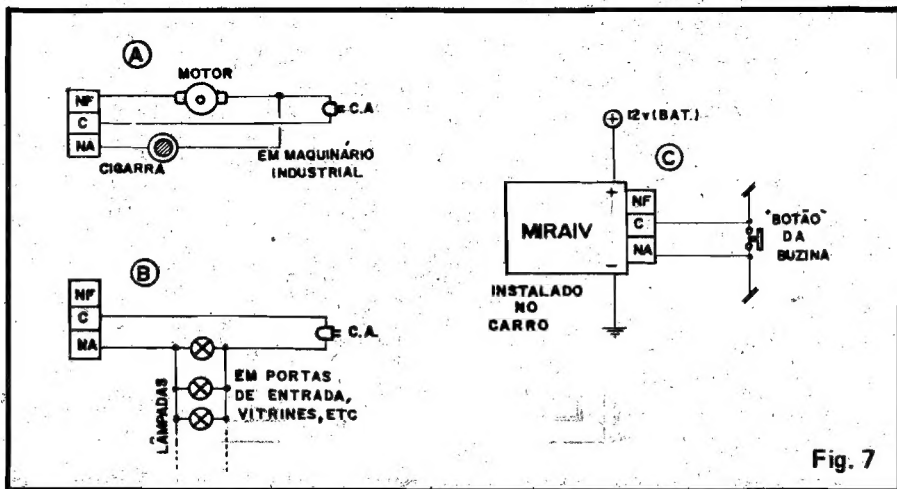 A
MOTOR
NF
C
NA
C.A.
CIGARRA
EM MAQUINÁRIO
INDUSTRIAL
B
NF
C
NA
C.A.
LÂMPADAS
EM PORTAS
DE ENTRADA,
VITRINES, ETC
12v (BAT.)
C
+
NF
MIRAIV
C
NA
-
"BOTÃO"
DA
BUZINA
INSTALADO
NO
CARRO
Fig. 7